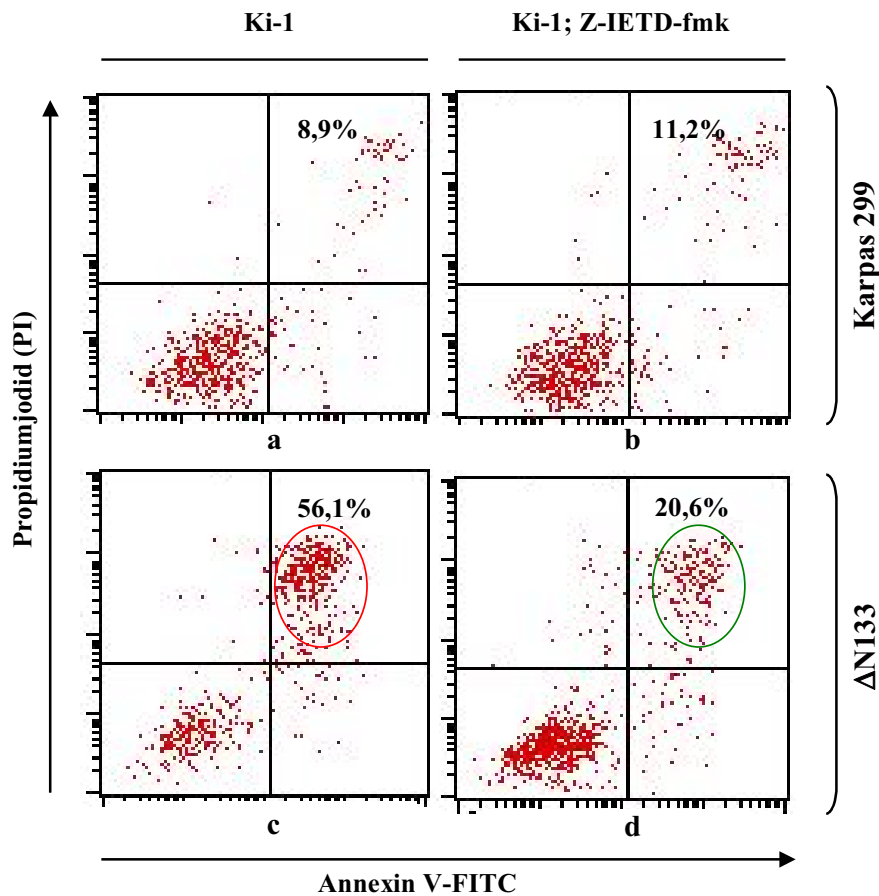 Ki-1
Ki-1; Z-IETD-fmk
8,9%
11,2%
Karpas 299
Propidiumjodid (PI)
a
b
56,1%
20,6%
ΔN133
c
d
Annexin V-FITC